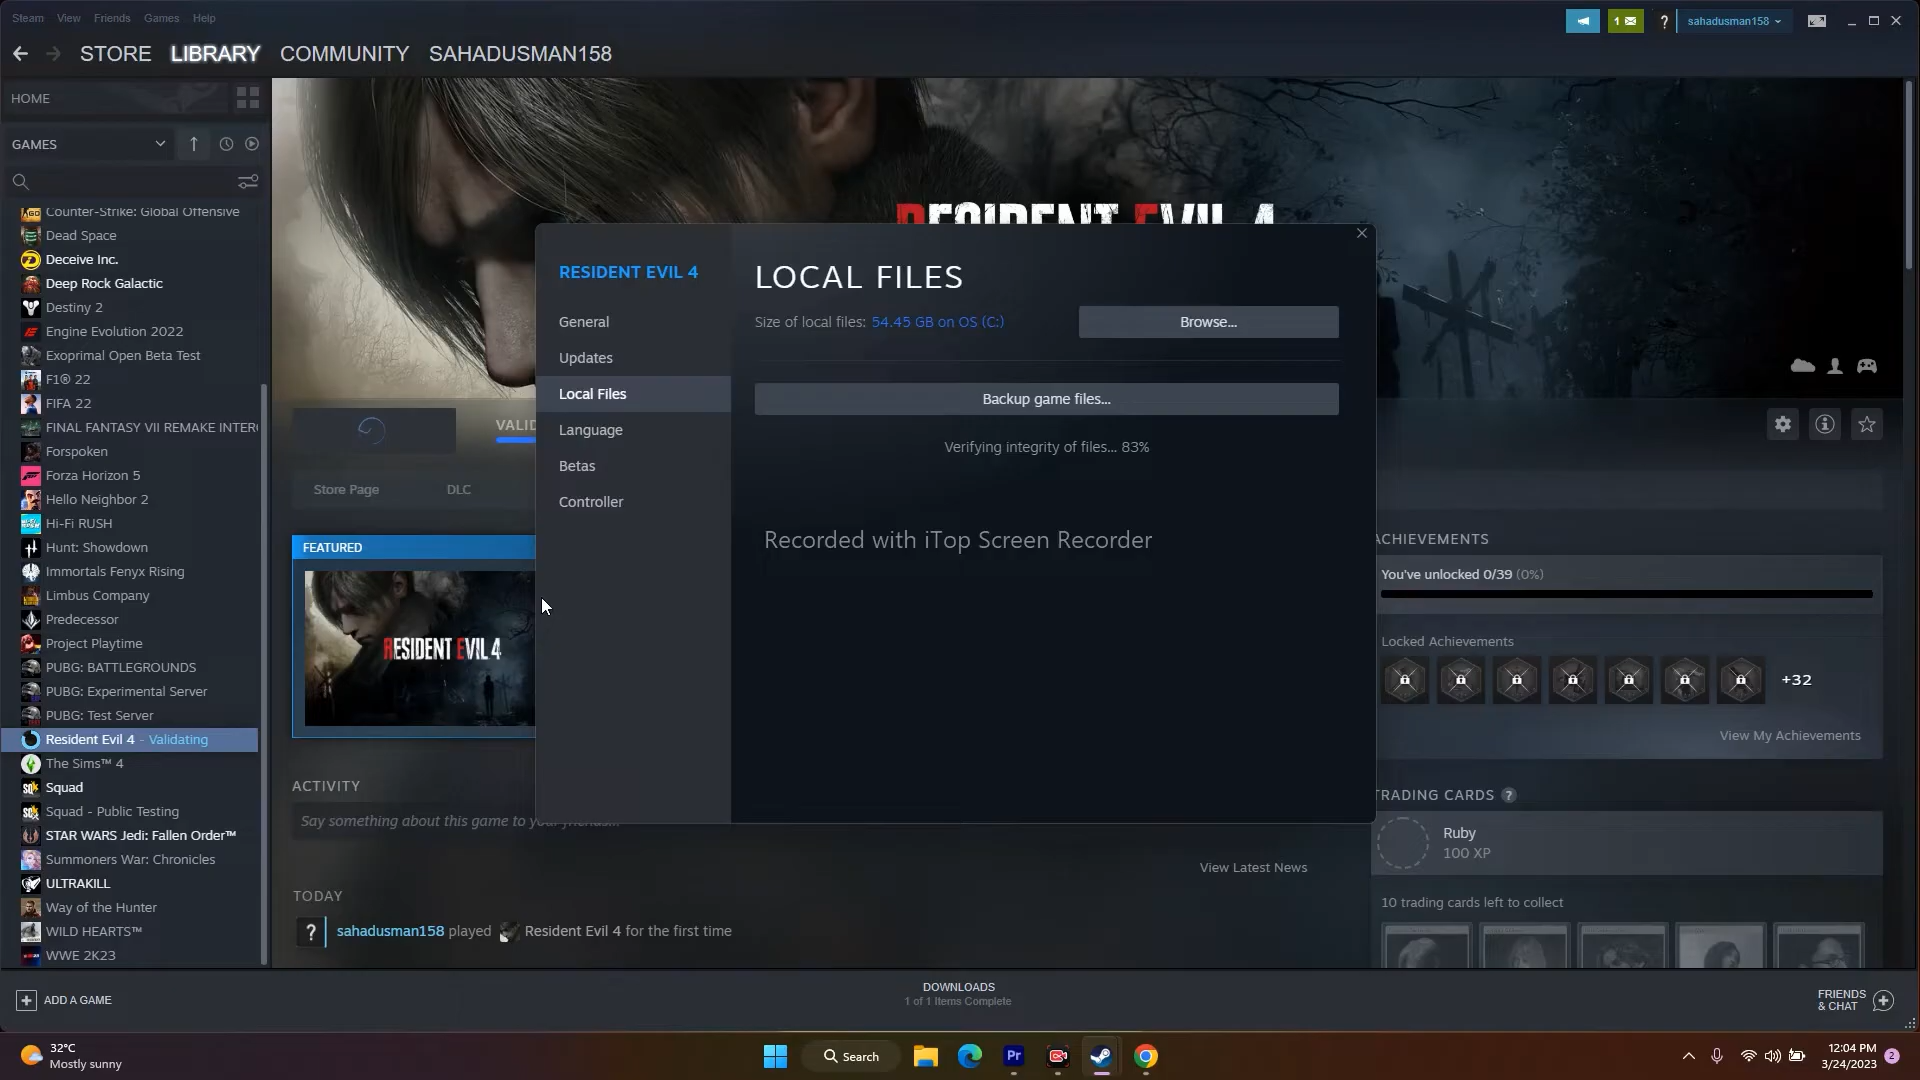 Steam View Friends Games Help
1
?
sahadusman158
STORE LIBRARY COMMUNITY SAHADUSMAN158
HOME
GAMES
Counter-Strike: Global Offensive
Dead Space
Deceive Inc.
Deep Rock Galactic
Destiny 2
Engine Evolution 2022
Exoprimal Open Beta Test
F1® 22
FIFA 22
FINAL FANTASY VII REMAKE INTER
Forspoken
Forza Horizon 5
Hello Neighbor 2
Hi-Fi RUSH
Hunt: Showdown
Immortals Fenyx Rising
Limbus Company
Predecessor
Project Playtime
PUBG: BATTLEGROUNDS
PUBG: Experimental Server
PUBG: Test Server
Resident Evil 4 - Validating
The Sims™ 4
Squad
Squad - Public Testing
STAR WARS Jedi: Fallen Order™
Summoners War: Chronicles
ULTRAKILL
Way of the Hunter
WILD HEARTS™
WWE 2K23
ADD A GAME
RESIDENT EVIL 4
VALID
Store Page DLC
FEATURED
RESIDENT EVIL 4
ACTIVITY
Say something about this game to your friends...
View Latest News
TODAY
? sahadusman158 played Resident Evil 4 for the first time
RESIDENT EVIL 4
General
Updates
Local Files
Language
Betas
Controller
LOCAL FILES
Size of local files: 54.45 GB on OS (C:)
Browse...
Backup game files...
Verifying integrity of files... 83%
Recorded with iTop Screen Recorder
ACHIEVEMENTS
You've unlocked 0/39 (0%)
Locked Achievements
+32
View My Achievements
TRADING CARDS ?
Ruby
100 XP
10 trading cards left to collect
DOWNLOADS
1 of 1 Items Complete
FRIENDS
& CHAT
32°C
Mostly sunny
Search
Pr
12:04 PM
3/24/2023
2